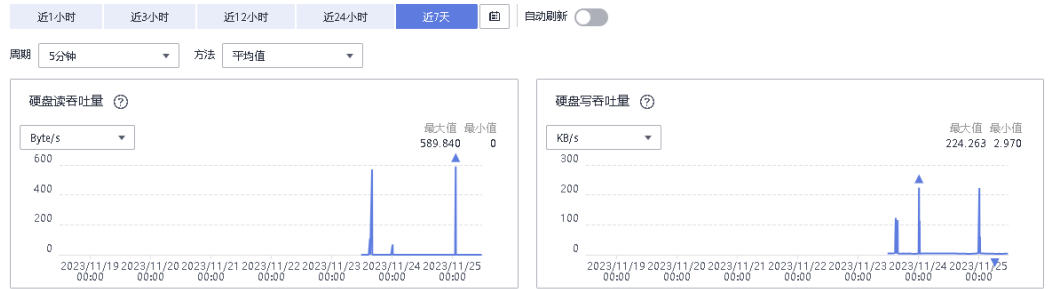 近1小时 近3小时 近12小时 近24小时 近7天 自动刷新
周期 5分钟 方法 平均值
硬盘读吞吐量 ?
Byte/s
最大值 最小值
589.840 0
600
400
200
0
2023/11/19 2023/11/20 2023/11/21 2023/11/22 2023/11/23 2023/11/24 2023/11/25
00:00 00:00 00:00 00:00 00:00 00:00 00:00
硬盘写吞吐量 ?
KB/s
最大值 最小值
224.263 2.970
300
200
100
0
2023/11/19 2023/11/20 2023/11/21 2023/11/22 2023/11/23 2023/11/24 2023/11/25
00:00 00:00 00:00 00:00 00:00 00:00 00:00